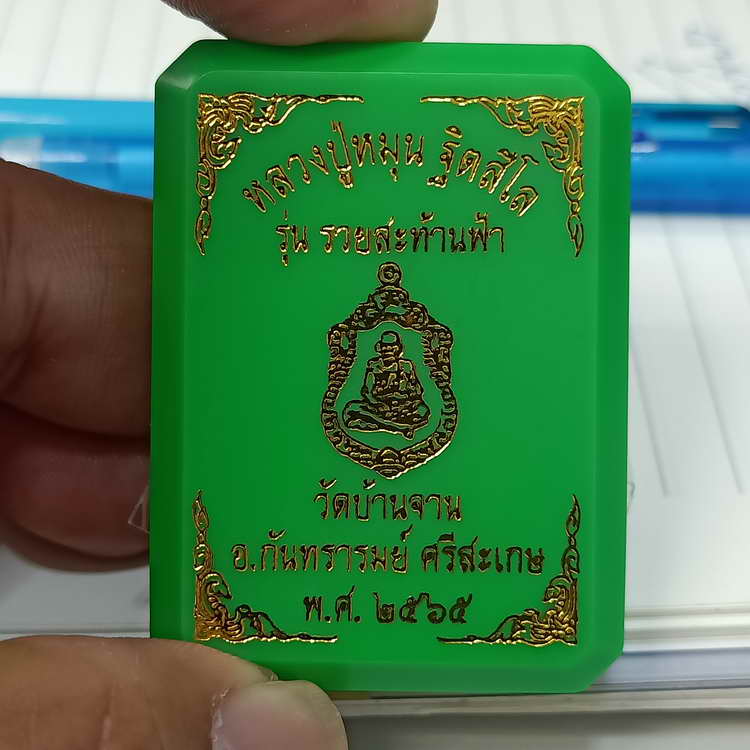 หลวงปู่หมุน ฐิตสีโล
รุ่น รวยสะท้านฟ้า
วัดบ้านจาน
อ.กันทรารมย์ ศรีสะเกษ
พ.ศ. ๒๕๖๕